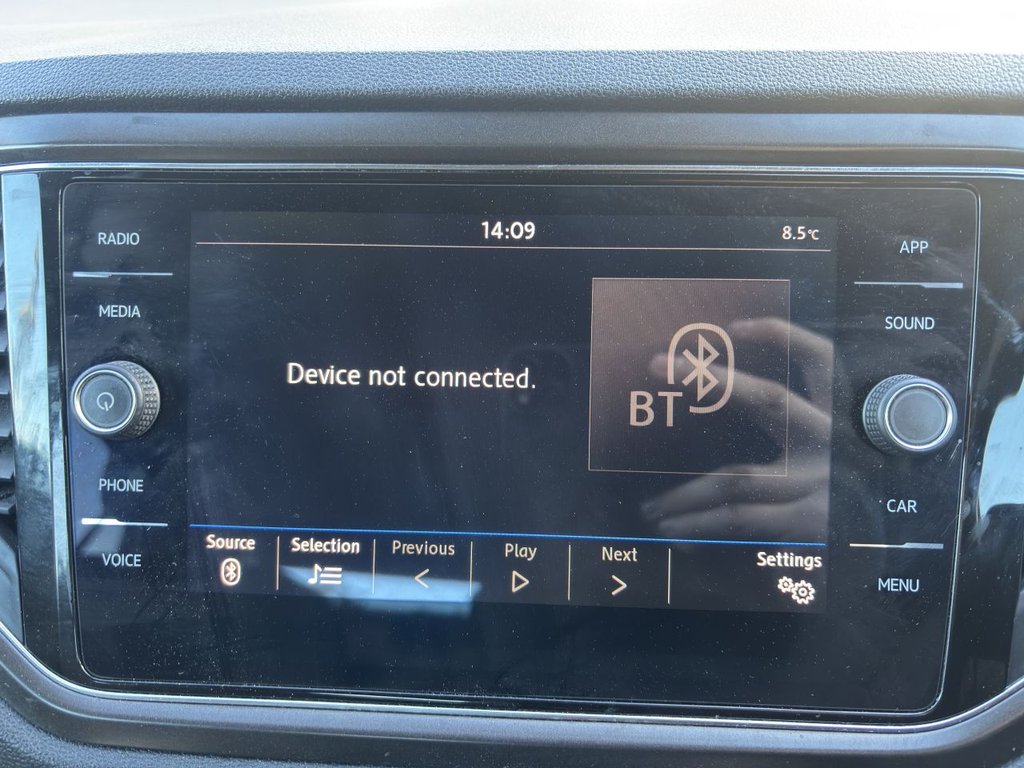 14:09
8.5°C
RADIO
MEDIA
PHONE
VOICE
Device not connected.
BT
Source
Selection
Previous
Play
Next
Settings
APP
SOUND
CAR
MENU